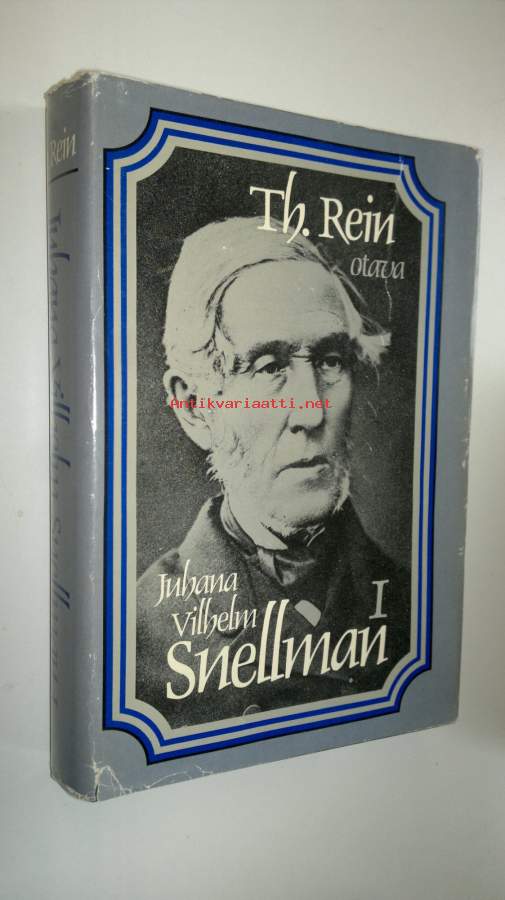 Rein
Juhana Vilhelm Snellman I
Th. Rein
otava
Antikvariaatti.net
Juhana
Vilhelm
Snellman
I